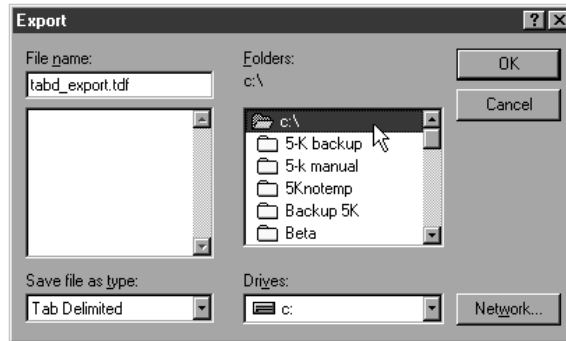 Export
File name:
tabd_export.tdf
Save file as type:
Tab Delimited
Folders:
c:\
c:\
5-K backup
5-k manual
5Knotemp
Backup 5K
Beta
Drives:
c:
OK
Cancel
Network...